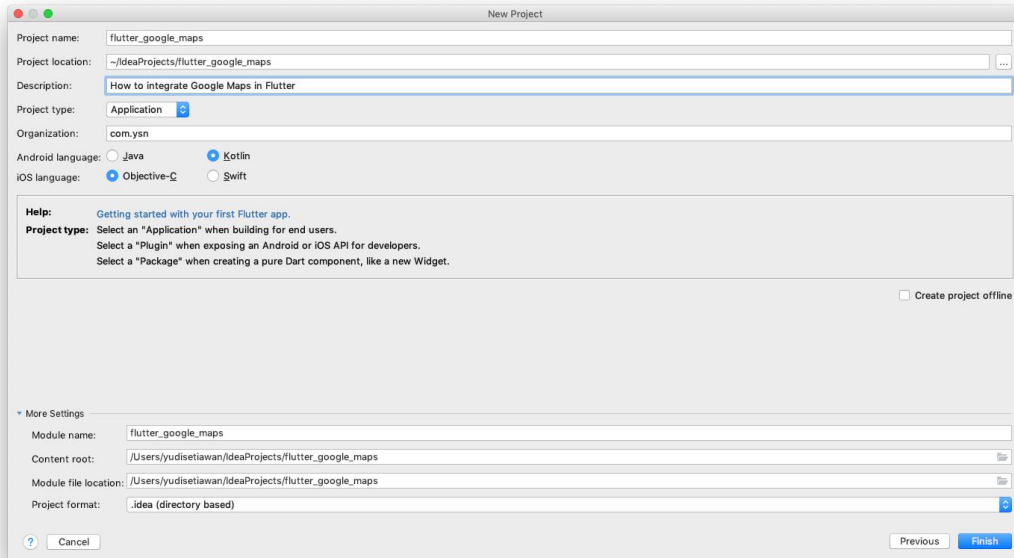 New Project
Project name: flutter_google_maps
Project location: ~/IdeaProjects/flutter_google_maps ...
Description: How to integrate Google Maps in Flutter
Project type: Application
Organization: com.ysn
Android language: Java Kotlin
iOS language: Objective-C Swift
Help: Getting started with your first Flutter app.
Project type: Select an "Application" when building for end users.
Select a "Plugin" when exposing an Android or iOS API for developers.
Select a "Package" when creating a pure Dart component, like a new Widget.
Create project offline
More Settings
Module name: flutter_google_maps
Content root: /Users/yudisetiawan/IdeaProjects/flutter_google_maps
Module file location: /Users/yudisetiawan/IdeaProjects/flutter_google_maps
Project format: .idea (directory based)
? Cancel Previous Finish